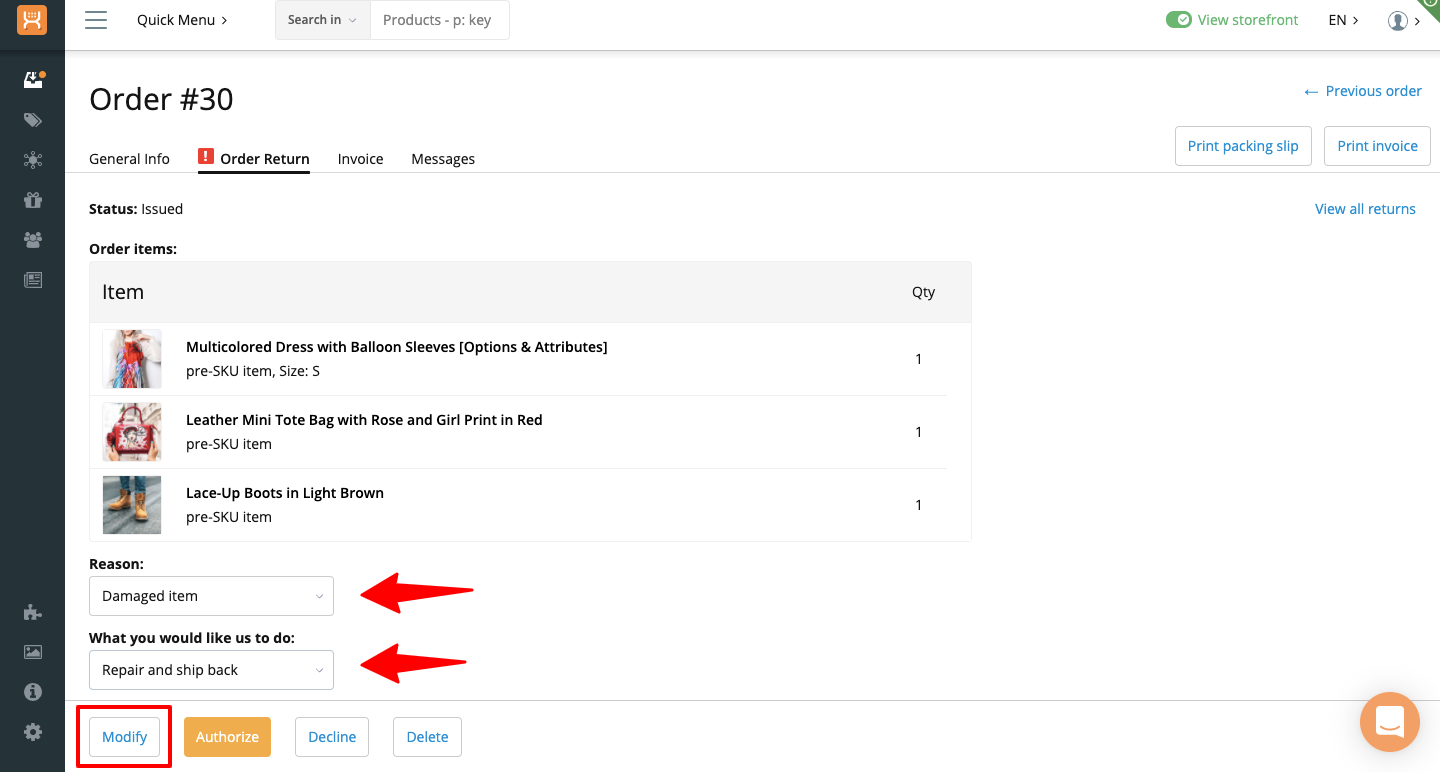 Quick Menu
Search in
Products - p: key
View storefront
EN
Order #30
← Previous order
General Info
! Order Return
Invoice
Messages
Print packing slip
Print invoice
Status: Issued
View all returns
Order items:
Item
Qty
Multicolored Dress with Balloon Sleeves [Options & Attributes]
pre-SKU item, Size: S
1
Leather Mini Tote Bag with Rose and Girl Print in Red
pre-SKU item
1
Lace-Up Boots in Light Brown
pre-SKU item
1
Reason:
Damaged item
What you would like us to do:
Repair and ship back
Modify
Authorize
Decline
Delete